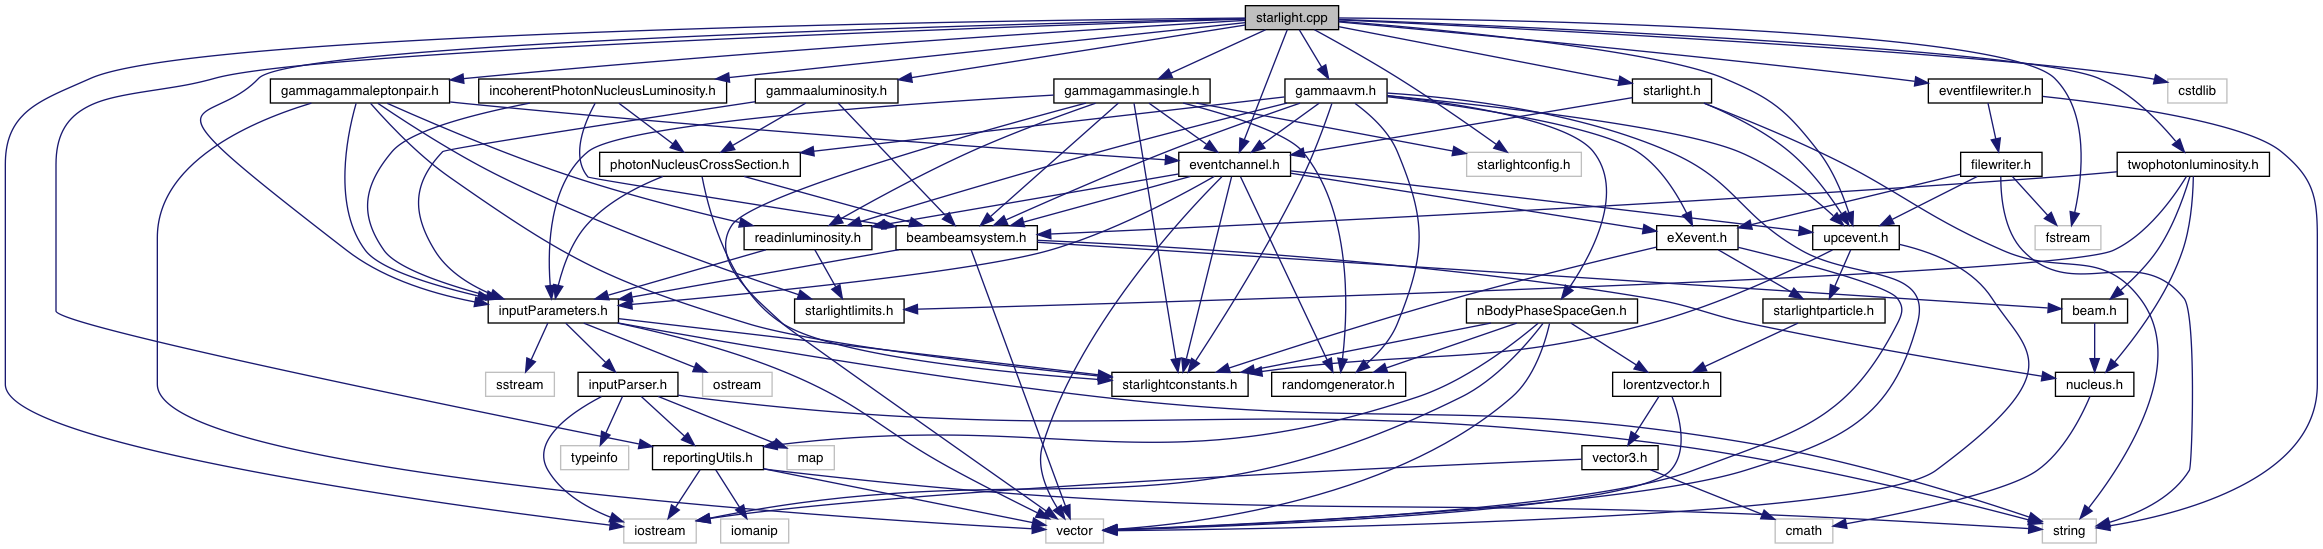 starlight.cpp
gammagammaleptonpair.h
incoherentPhotonNucleusLuminosity.h
gammaaluminosity.h
gammagammasingle.h
gammaavm.h
starlight.h
eventfilewriter.h
cstdlib
photonNucleusCrossSection.h
eventchannel.h
starlightconfig.h
filewriter.h
twophotonluminosity.h
readinluminosity.h
beambeamsystem.h
eXevent.h
upcevent.h
fstream
inputParameters.h
starlightlimits.h
nBodyPhaseSpaceGen.h
starlightparticle.h
beam.h
sstream
inputParser.h
ostream
starlightconstants.h
randomgenerator.h
lorentzvector.h
nucleus.h
typeinfo
reportingUtils.h
map
vector3.h
iostream
iomanip
vector
cmath
string